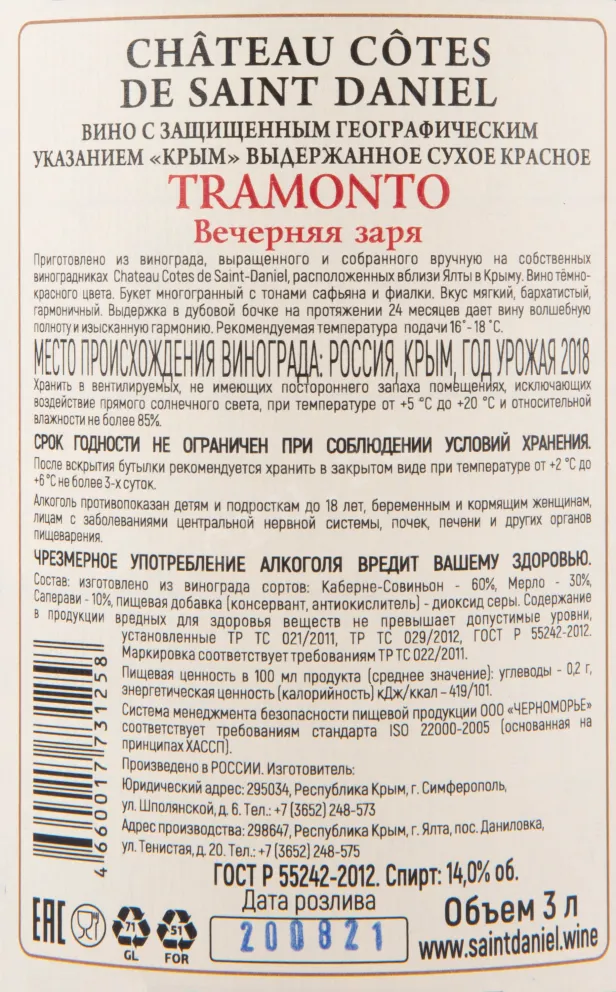 CHÂTEAU CÔTES
DE SAINT DANIEL
ВИНО С ЗАЩИЩЕННЫМ ГЕОГРАФИЧЕСКИМ
УКАЗАНИЕМ «КРЫМ» ВЫДЕРЖАННОЕ СУХОЕ КРАСНОЕ
TRAMONTO
Вечерняя заря
Приготовлено из винограда, выращенного и собранного вручную на собственных
виноградниках Chateau Cotes de Saint-Daniel, расположенных вблизи Ялты в Крыму. Вино тёмно-
красного цвета. Букет многогранный с тонами сафьяна и фиалки. Вкус мягкий, бархатистый,
гармоничный. Выдержка в дубовой бочке на протяжении 24 месяцев дает вину волшебную
полноту и изысканную гармонию. Рекомендуемая температура подачи 16°-18 °С.
МЕСТО ПРОИСХОЖДЕНИЯ ВИНОГРАДА: РОССИЯ, КРЫМ, ГОД УРОЖАЯ 2018
Хранить в вентилируемых, не имеющих постороннего запаха помещениях, исключающих
воздействие прямого солнечного света, при температуре от +5 °С до +20 °С и относительной
влажности не более 85%.
СРОК ГОДНОСТИ НЕ ОГРАНИЧЕН ПРИ СОБЛЮДЕНИИ УСЛОВИЙ ХРАНЕНИЯ.
После вскрытия бутылки рекомендуется хранить в закрытом виде при температуре от +2 °С до
+6 °С не более 3-х суток.
Алкоголь противопоказан детям и подросткам до 18 лет, беременным и кормящим женщинам,
лицам с заболеваниями центральной нервной системы, почек, печени и других органов
пищеварения.
ЧРЕЗМЕРНОЕ УПОТРЕБЛЕНИЕ АЛКОГОЛЯ ВРЕДИТ ВАШЕМУ ЗДОРОВЬЮ.
Состав: изготовлено из винограда сортов: Каберне-Совиньон - 60%, Мерло - 30%,
Саперави - 10%, пищевая добавка (консервант, антиокислитель) - диоксид серы. Содержание
в продукции вредных для здоровья веществ не превышает допустимые уровни,
установленные ТР ТС 021/2011, ТР ТС 029/2012, ГОСТ Р 55242-2012.
Маркировка соответствует требованиям ТР ТС 022/2011.
Пищевая ценность в 100 мл продукта (среднее значение): углеводы - 0,2 г,
энергетическая ценность (калорийность) кДж/ккал – 419/101.
Система менеджмента безопасности пищевой продукции ООО «ЧЕРНОМОРЬЕ»
соответствует требованиям стандарта ISO 22000-2005 (основанная на
принципах ХАССП).
Произведено в РОССИИ. Изготовитель:
Юридический адрес: 295034, Республика Крым, г. Симферополь,
ул. Шполянской, д. 6. Тел.: +7 (3652) 248-573
Адрес производства: 298647, Республика Крым, г. Ялта, пос. Даниловка,
ул. Тенистая, д. 20. Тел.: +7 (3652) 248-575
4660017731258
ГОСТ Р 55242-2012. Спирт: 14,0% об.
Дата розлива
200821
Объем 3 л
www.saintdaniel.wine
ЕАС
71
GL
51
FOR